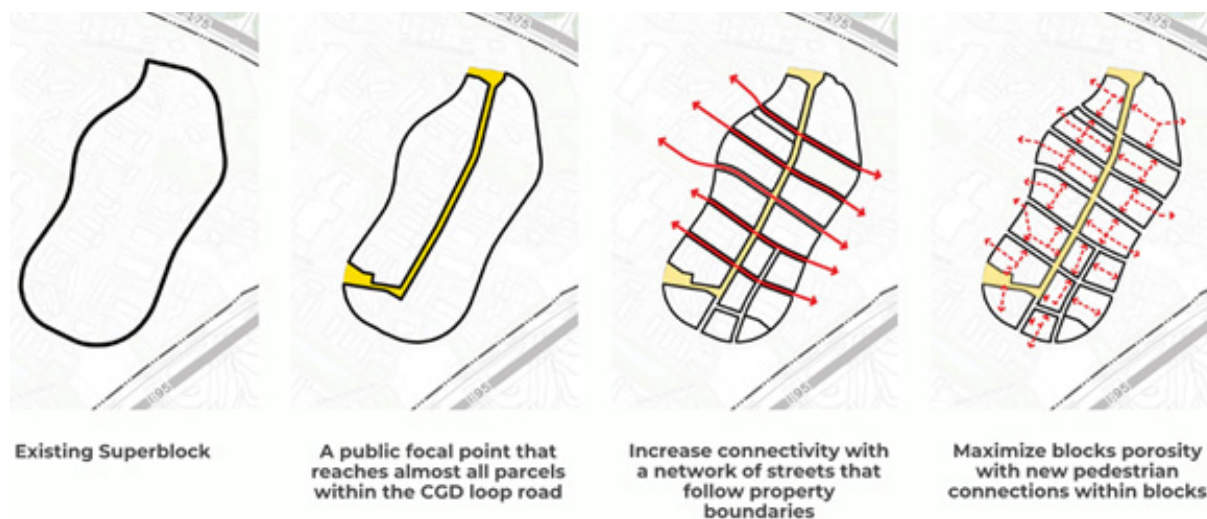 Existing Superblock
A public focal point that
reaches almost all parcels
within the CGD loop road
Increase connectivity with
a network of streets that
follow property
boundaries
Maximize blocks porosity
with new pedestrian
connections within blocks